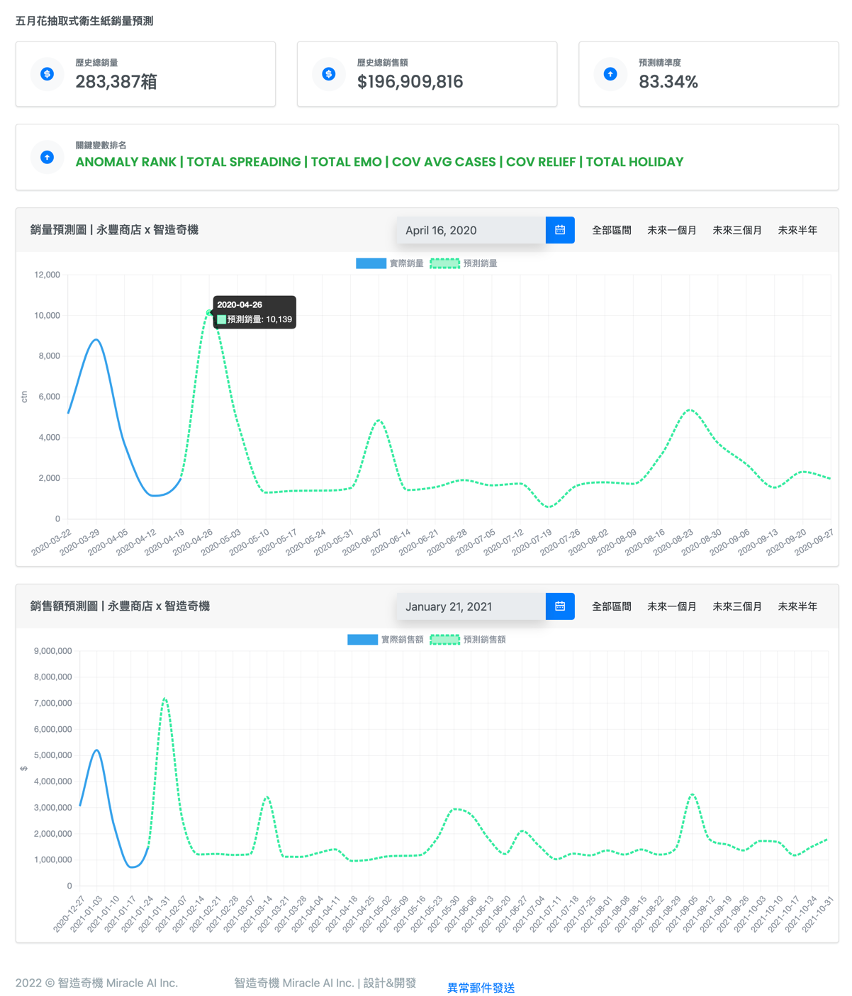 五月花抽取式衛生紙銷量預測
歷史總銷量
283,387箱
歷史總銷售額
$196,909,816
預測精準度
83.34%
關鍵變數排名
ANOMALY RANK | TOTAL SPREADING | TOTAL EMO | COV AVG CASES | COV RELIEF | TOTAL HOLIDAY
銷量預測圖 | 永豐商店 x 智造奇機
April 16, 2020
全部區間 未來一個月 未來三個月 未來半年
實際銷量 預測銷量
12,000
10,000
8,000
6,000
4,000
2,000
0
ctn
2020-04-26
預測銷量: 10,139
2020-03-22 2020-03-29 2020-04-05 2020-04-12 2020-04-19 2020-04-26 2020-05-03 2020-05-10 2020-05-17 2020-05-24 2020-05-31 2020-06-07 2020-06-14 2020-06-21 2020-06-28 2020-07-05 2020-07-12 2020-07-19 2020-07-26 2020-08-02 2020-08-09 2020-08-16 2020-08-23 2020-08-30 2020-09-06 2020-09-13 2020-09-20 2020-09-27
銷售額預測圖 | 永豐商店 x 智造奇機
January 21, 2021
全部區間 未來一個月 未來三個月 未來半年
實際銷售額 預測銷售額
9,000,000
8,000,000
7,000,000
6,000,000
5,000,000
4,000,000
3,000,000
2,000,000
1,000,000
0
$
2020-12-27 2021-01-03 2021-01-10 2021-01-17 2021-01-24 2021-01-31 2021-02-07 2021-02-14 2021-02-21 2021-02-28 2021-03-07 2021-03-14 2021-03-21 2021-03-28 2021-04-04 2021-04-11 2021-04-18 2021-04-25 2021-05-02 2021-05-09 2021-05-16 2021-05-23 2021-05-30 2021-06-06 2021-06-13 2021-06-20 2021-06-27 2021-07-04 2021-07-11 2021-07-18 2021-07-25 2021-08-01 2021-08-08 2021-08-15 2021-08-22 2021-08-29 2021-09-05 2021-09-12 2021-09-19 2021-09-26 2021-10-03 2021-10-10 2021-10-17 2021-10-24 2021-10-31
2022 © 智造奇機 Miracle AI Inc. 智造奇機 Miracle AI Inc. | 設計&開發 異常郵件發送